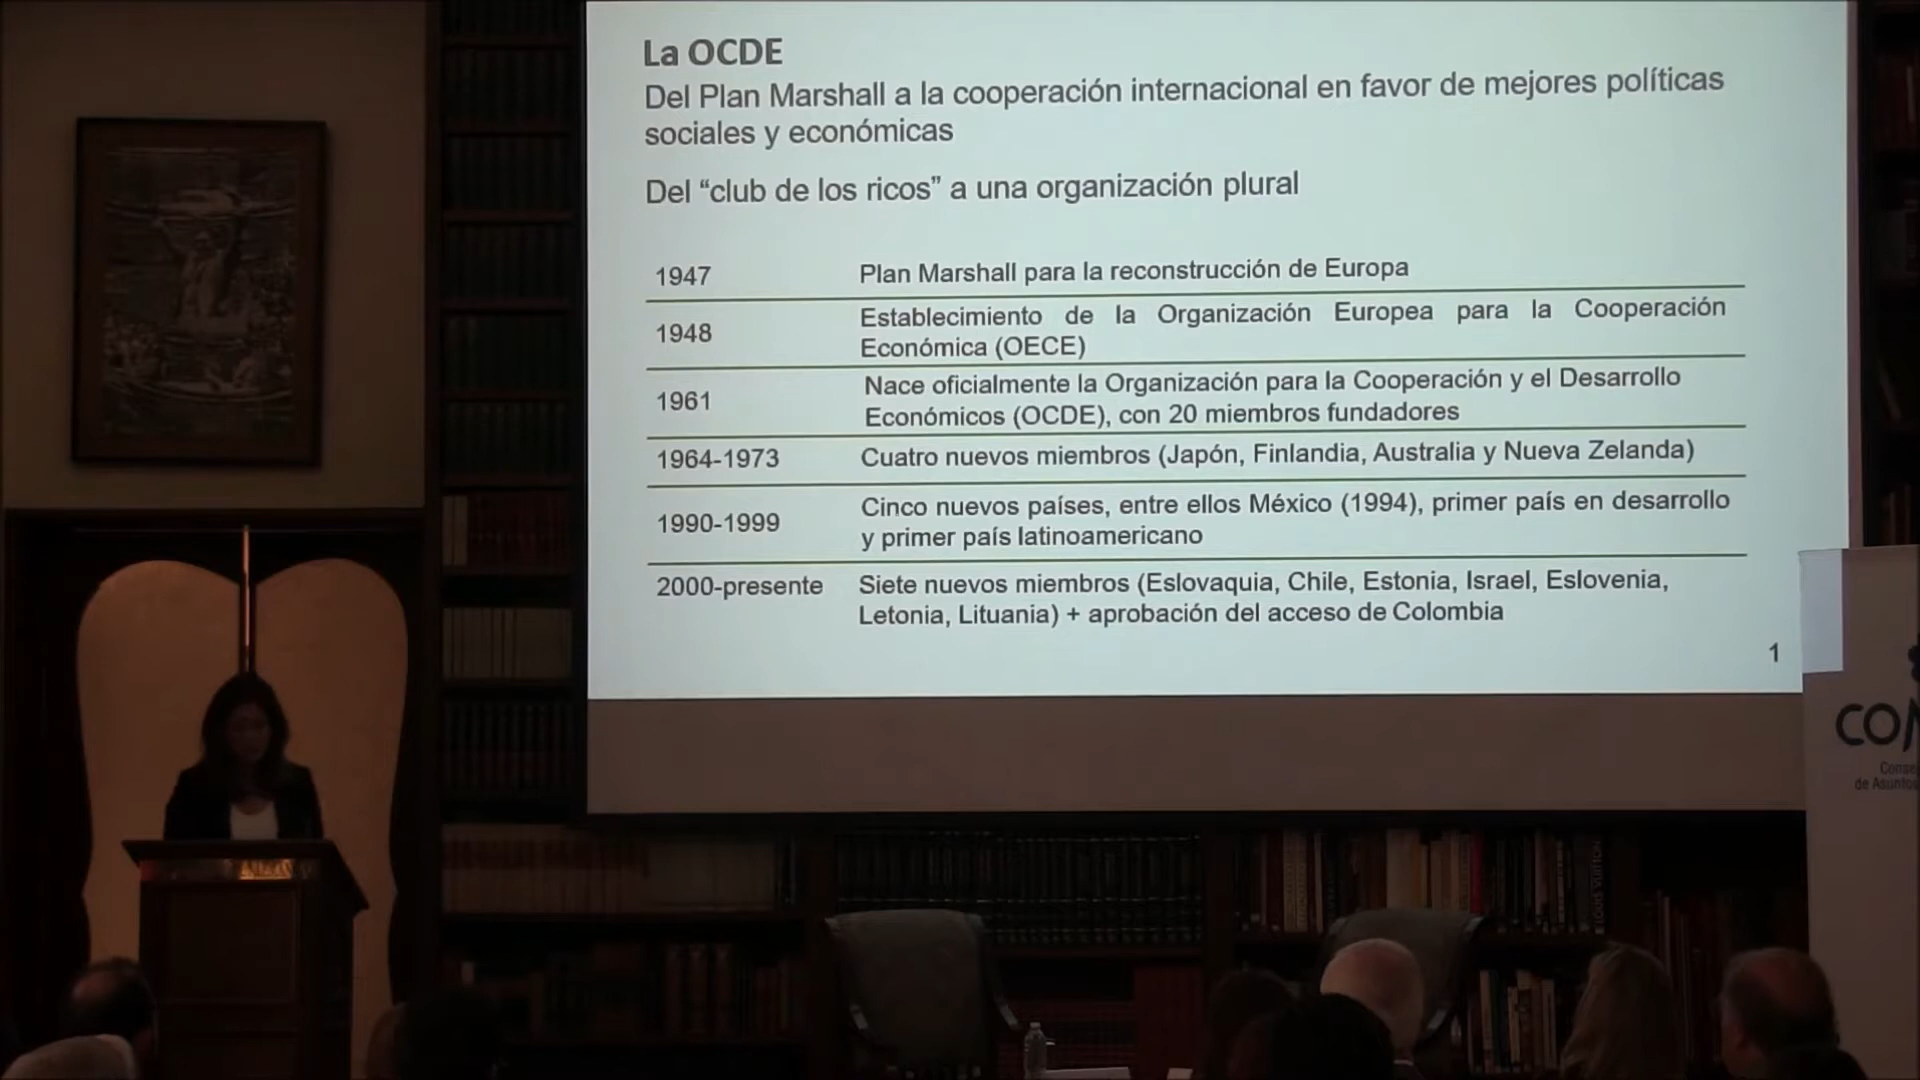 La OCDE
Del Plan Marshall a la cooperación internacional en favor de mejores políticas
sociales y económicas
Del “club de los ricos” a una organización plural
1947 Plan Marshall para la reconstrucción de Europa
1948 Establecimiento de la Organización Europea para la Cooperación
Económica (OECE)
1961 Nace oficialmente la Organización para la Cooperación y el Desarrollo
Económicos (OCDE), con 20 miembros fundadores
1964-1973 Cuatro nuevos miembros (Japón, Finlandia, Australia y Nueva Zelanda)
1990-1999 Cinco nuevos países, entre ellos México (1994), primer país en desarrollo
y primer país latinoamericano
2000-presente Siete nuevos miembros (Eslovaquia, Chile, Estonia, Israel, Eslovenia,
Letonia, Lituania) + aprobación del acceso de Colombia
1
Conse
de Asuntos
LOUIS VUITTON